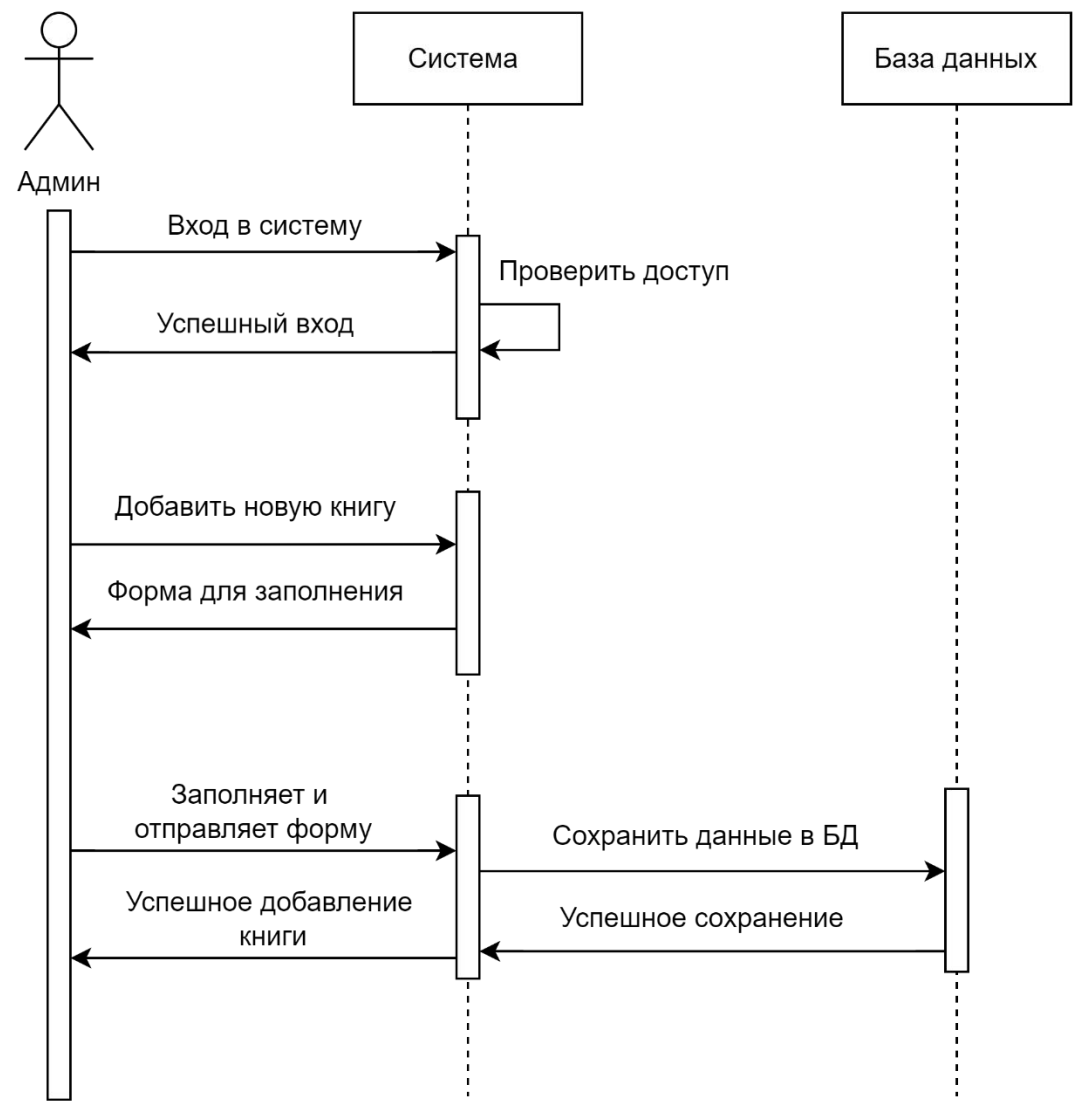 Система
База данных
Админ
Вход в систему
Проверить доступ
Успешный вход
Добавить новую книгу
Форма для заполнения
Заполняет и
отправляет форму
Сохранить данные в БД
Успешное добавление
книги
Успешное сохранение